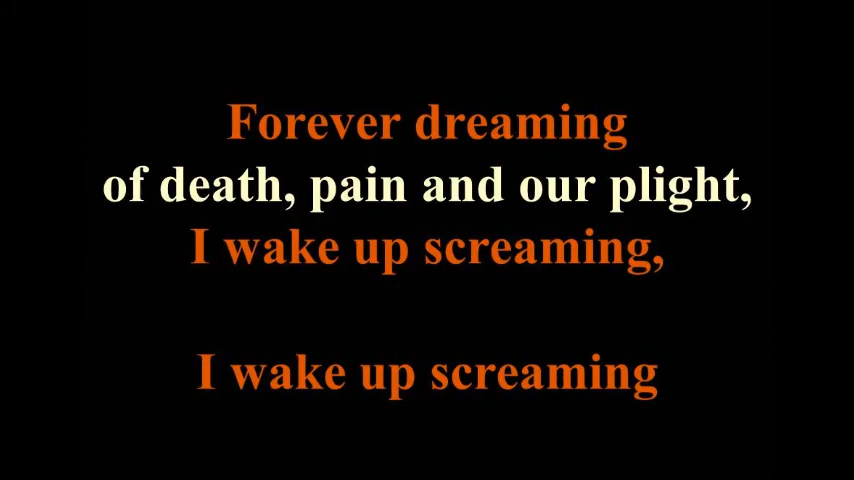 Forever dreaming
of death, pain and our plight,
I wake up screaming,
I wake up screaming